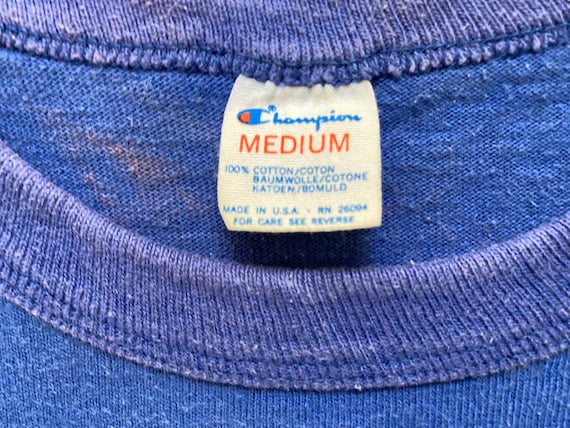 Champion
MEDIUM
100% COTTON/COTON
BAUMWOLLE/COTONE
KATOEN/BOMULD
MADE IN U.S.A. - RN 26094
FOR CARE SEE REVERSE